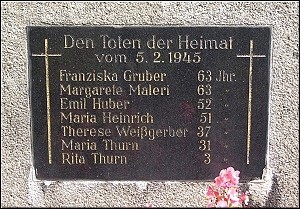 Den Toten der Heimat
vom 5.2.1945
Franziska Gruber 63 Jhr.
Margarete Maleri 63 "
Emil Huber 52 "
Maria Heinrich 51 "
Therese Weißgerber 37 "
Maria Thurn 31 "
Rita Thurn 3 "